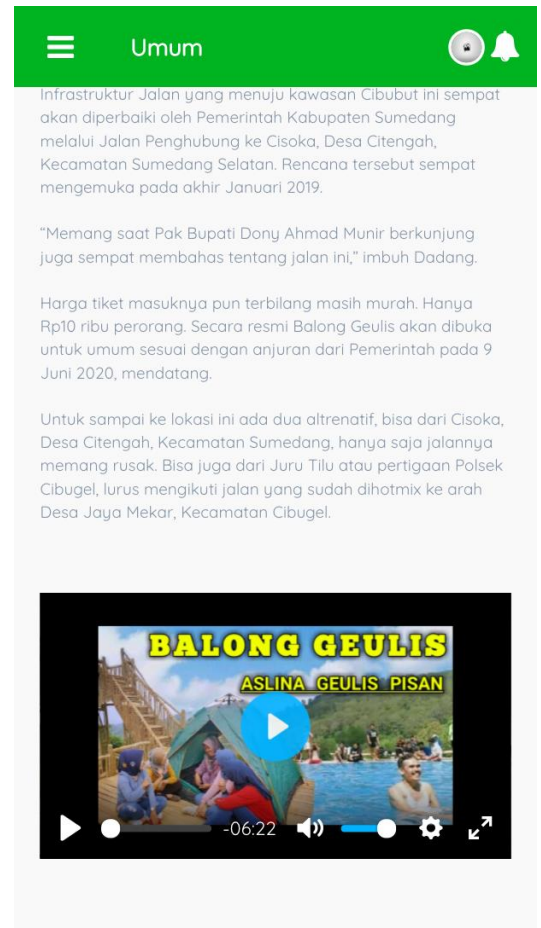 Umum
Infrastruktur Jalan yang menuju kawasan Cibubut ini sempat
akan diperbaiki oleh Pemerintah Kabupaten Sumedang
melalui Jalan Penghubung ke Cisoka, Desa Citengah,
Kecamatan Sumedang Selatan. Rencana tersebut sempat
mengemuka pada akhir Januari 2019.
“Memang saat Pak Bupati Dony Ahmad Munir berkunjung
juga sempat membahas tentang jalan ini,” imbuh Dadang.
Harga tiket masuknya pun terbilang masih murah. Hanya
Rp10 ribu perorang. Secara resmi Balong Geulis akan dibuka
untuk umum sesuai dengan anjuran dari Pemerintah pada 9
Juni 2020, mendatang.
Untuk sampai ke lokasi ini ada dua altrenatif, bisa dari Cisoka,
Desa Citengah, Kecamatan Sumedang, hanya saja jalannya
memang rusak. Bisa juga dari Juru Tilu atau pertigaan Polsek
Cibugel, lurus mengikuti jalan yang sudah dihotmix ke arah
Desa Jaya Mekar, Kecamatan Cibugel.
BALONG GEULIS
ASLINA GEULIS PISAN
-06:22